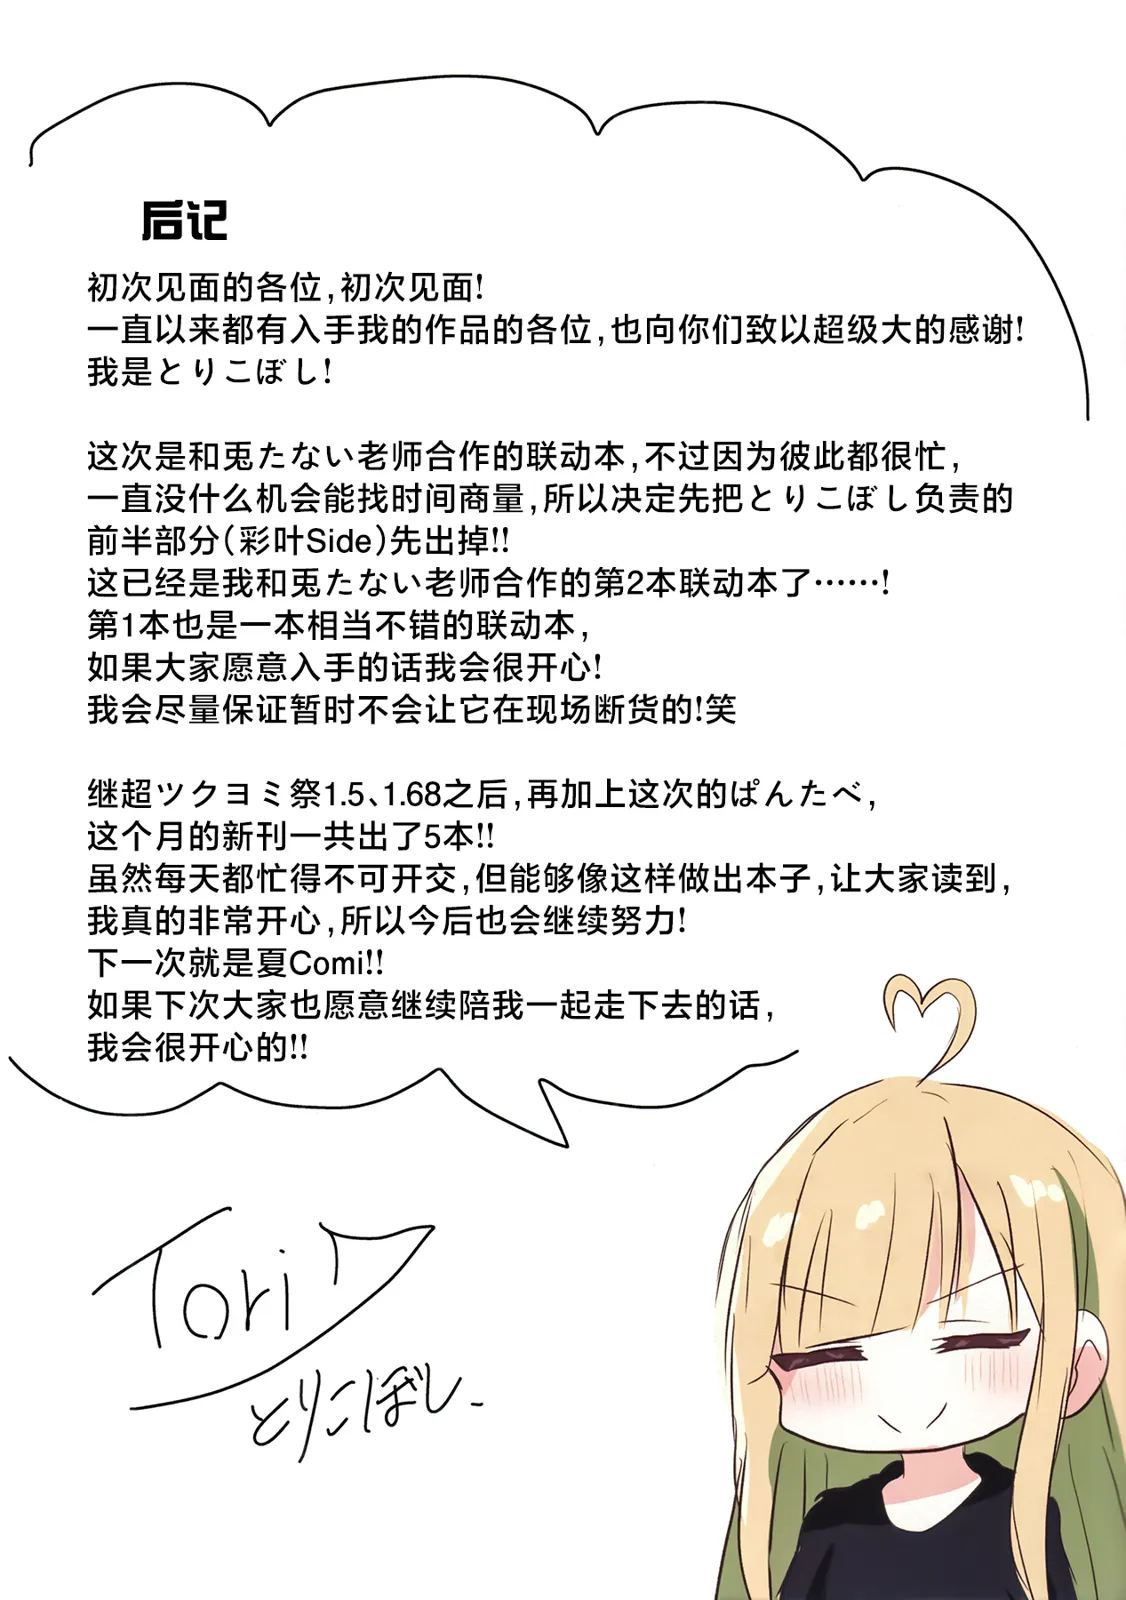 后记
初次见面的各位,初次见面!
一直以来都有入手我的作品的各位,也向你们致以超级大的感谢!
我是とりこぼし!
这次是和兎たない老师合作的联动本,不过因为彼此都很忙,
一直没什么机会能找时间商量,所以决定先把とりこぼし负责的
前半部分(彩叶Side)先出掉!!
这已经是我和兎たない老师合作的第2本联动本了……!
第1本也是一本相当不错的联动本,
如果大家愿意入手的话我会很开心!
我会尽量保证暂时不会让它在现场断货的!笑
继超ツクヨミ祭1.5、1.68之后,再加上这次的ぱんたべ,
这个月的新刊一共出了5本!!
虽然每天都忙得不可开交,但能够像这样做出本子,让大家读到,
我真的非常开心,所以今后也会继续努力!
下一次就是夏Comi!!
如果下次大家也愿意继续陪我一起走下去的话,
我会很开心的!!
Tori
とりこぼし.